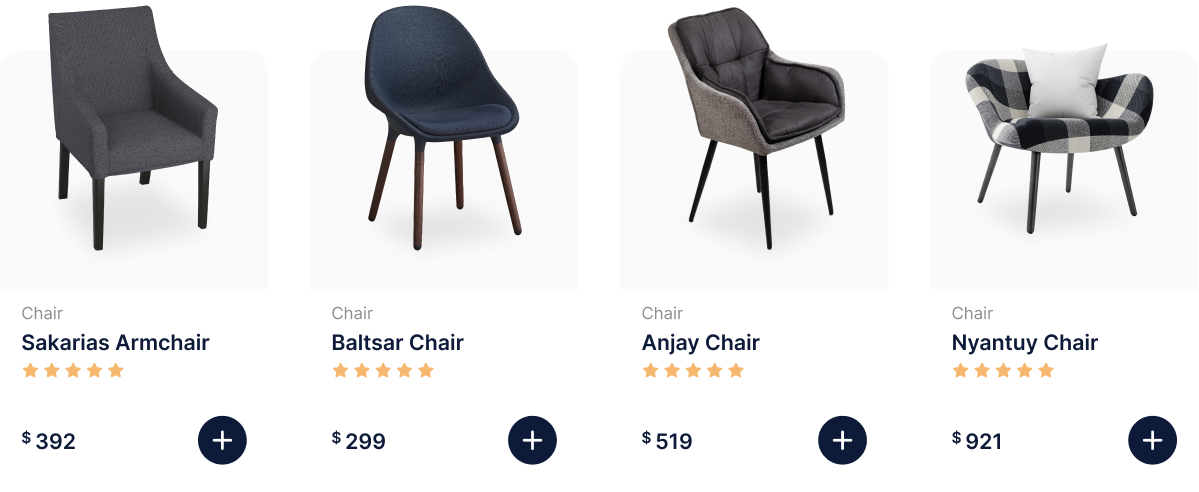 Chair
Sakarias Armchair
$ 392
Chair
Baltsar Chair
$ 299
Chair
Anjay Chair
$ 519
Chair
Nyantuy Chair
$ 921